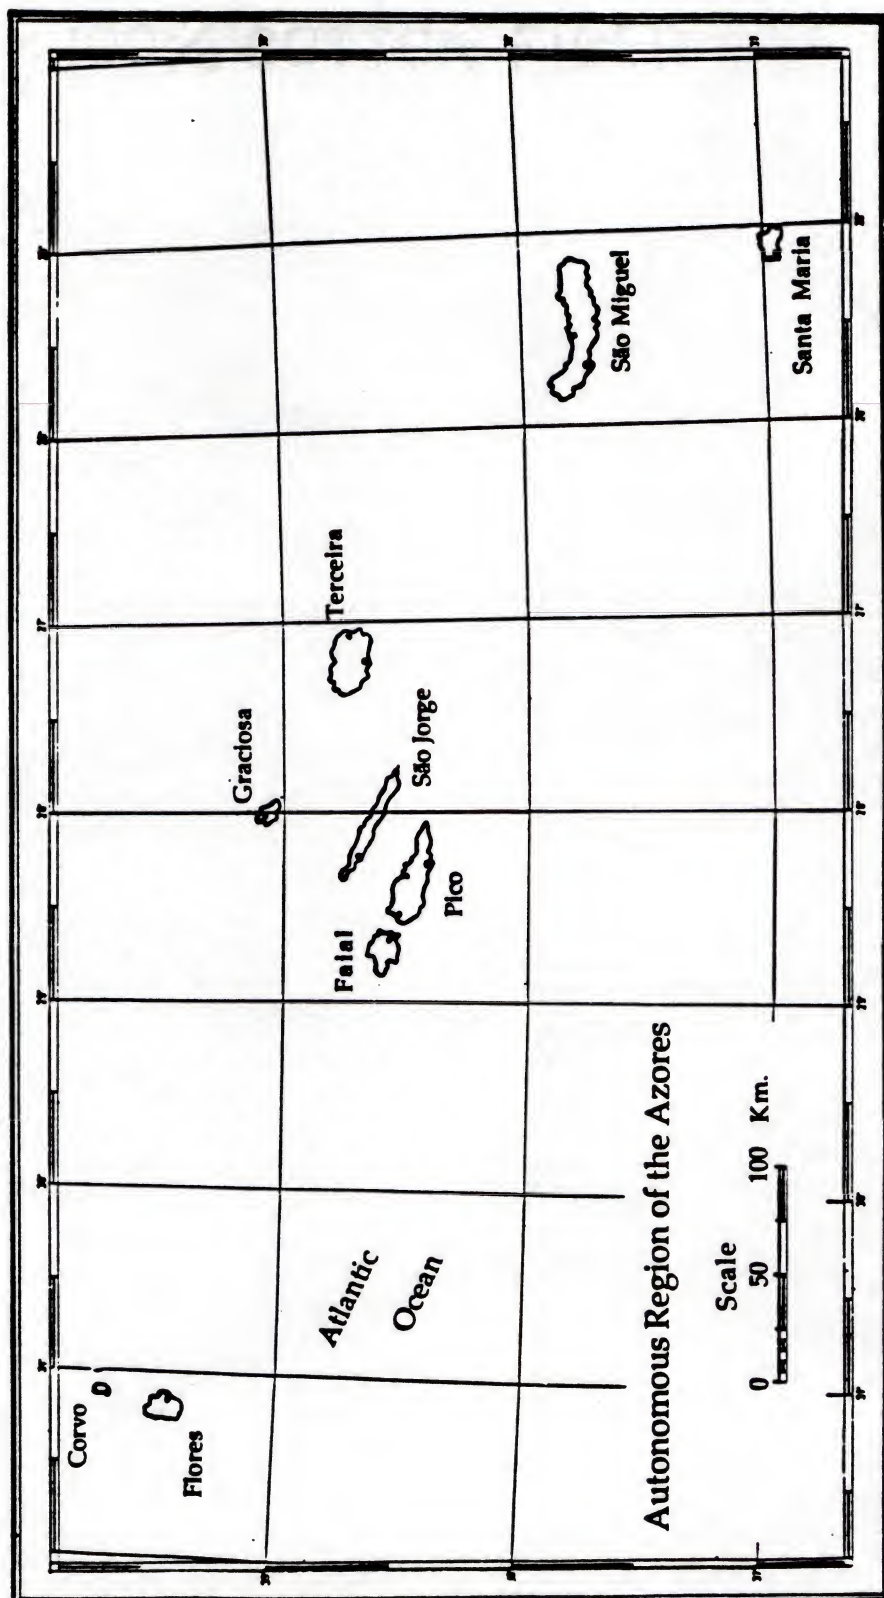 Corvo
Flores
Graciosa
Terceira
São Jorge
Faial
Pico
São Miguel
Santa Maria
Atlantic
Ocean
Autonomous Region of the Azores
Scale
0 50 100 Km.